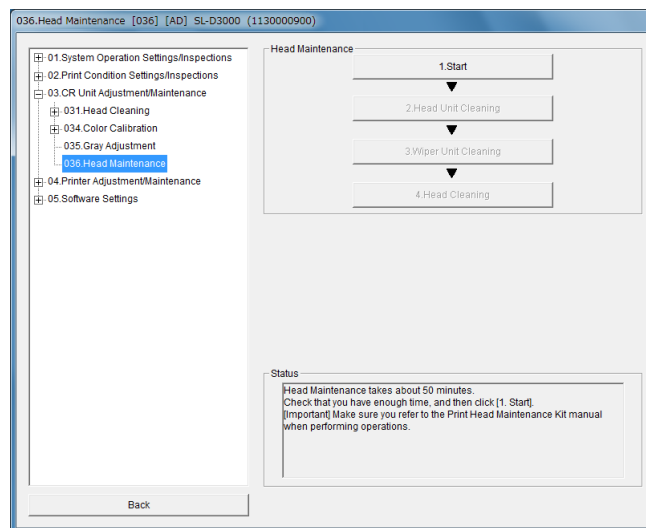 036.Head Maintenance [036] [AD] SL-D3000 (1130000900)
01.System Operation Settings/Inspections
02.Print Condition Settings/Inspections
03.CR Unit Adjustment/Maintenance
031.Head Cleaning
034.Color Calibration
035.Gray Adjustment
036.Head Maintenance
04.Printer Adjustment/Maintenance
05.Software Settings
Back
Head Maintenance
1.Start
2.Head Unit Cleaning
3.Wiper Unit Cleaning
4.Head Cleaning
Status
Head Maintenance takes about 50 minutes.
Check that you have enough time, and then click [1. Start].
[Important] Make sure you refer to the Print Head Maintenance Kit manual
when performing operations.